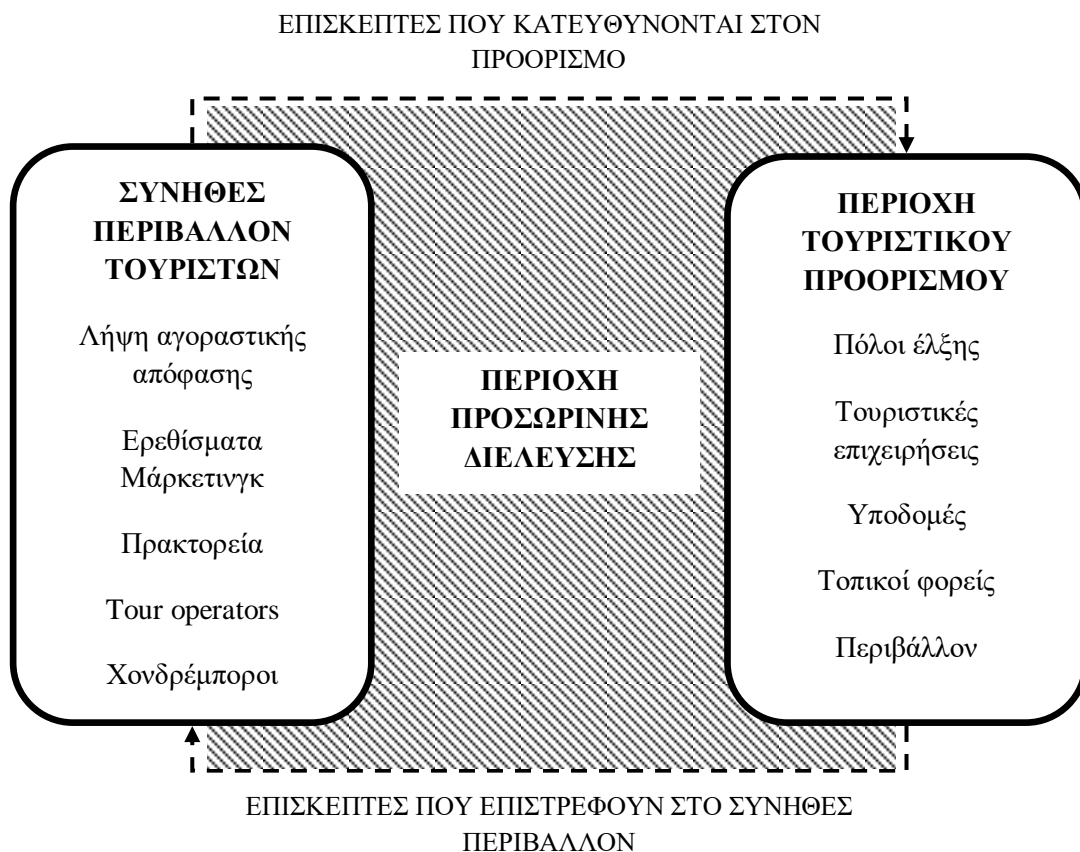 ΕΠΙΣΚΕΠΤΕΣ ΠΟΥ ΚΑΤΕΥΘΥΝΟΝΤΑΙ ΣΤΟΝ
ΠΡΟΟΡΙΣΜΟ
ΣΥΝΗΘΕΣ
ΠΕΡΙΒΑΛΛΟΝ
ΤΟΥΡΙΣΤΩΝ
Λήψη αγοραστικής
απόφασης
Ερεθίσματα
Μάρκετινγκ
Πρακτορεία
Tour operators
Χονδρέμποροι
ΠΕΡΙΟΧΗ
ΠΡΟΣΩΡΙΝΗΣ
ΔΙΕΛΕΥΣΗΣ
ΠΕΡΙΟΧΗ
ΤΟΥΡΙΣΤΙΚΟΥ
ΠΡΟΟΡΙΣΜΟΥ
Πόλοι έλξης
Τουριστικές
επιχειρήσεις
Υποδομές
Τοπικοί φορείς
Περιβάλλον
ΕΠΙΣΚΕΠΤΕΣ ΠΟΥ ΕΠΙΣΤΡΕΦΟΥΝ ΣΤΟ ΣΥΝΗΘΕΣ
ΠΕΡΙΒΑΛΛΟΝ